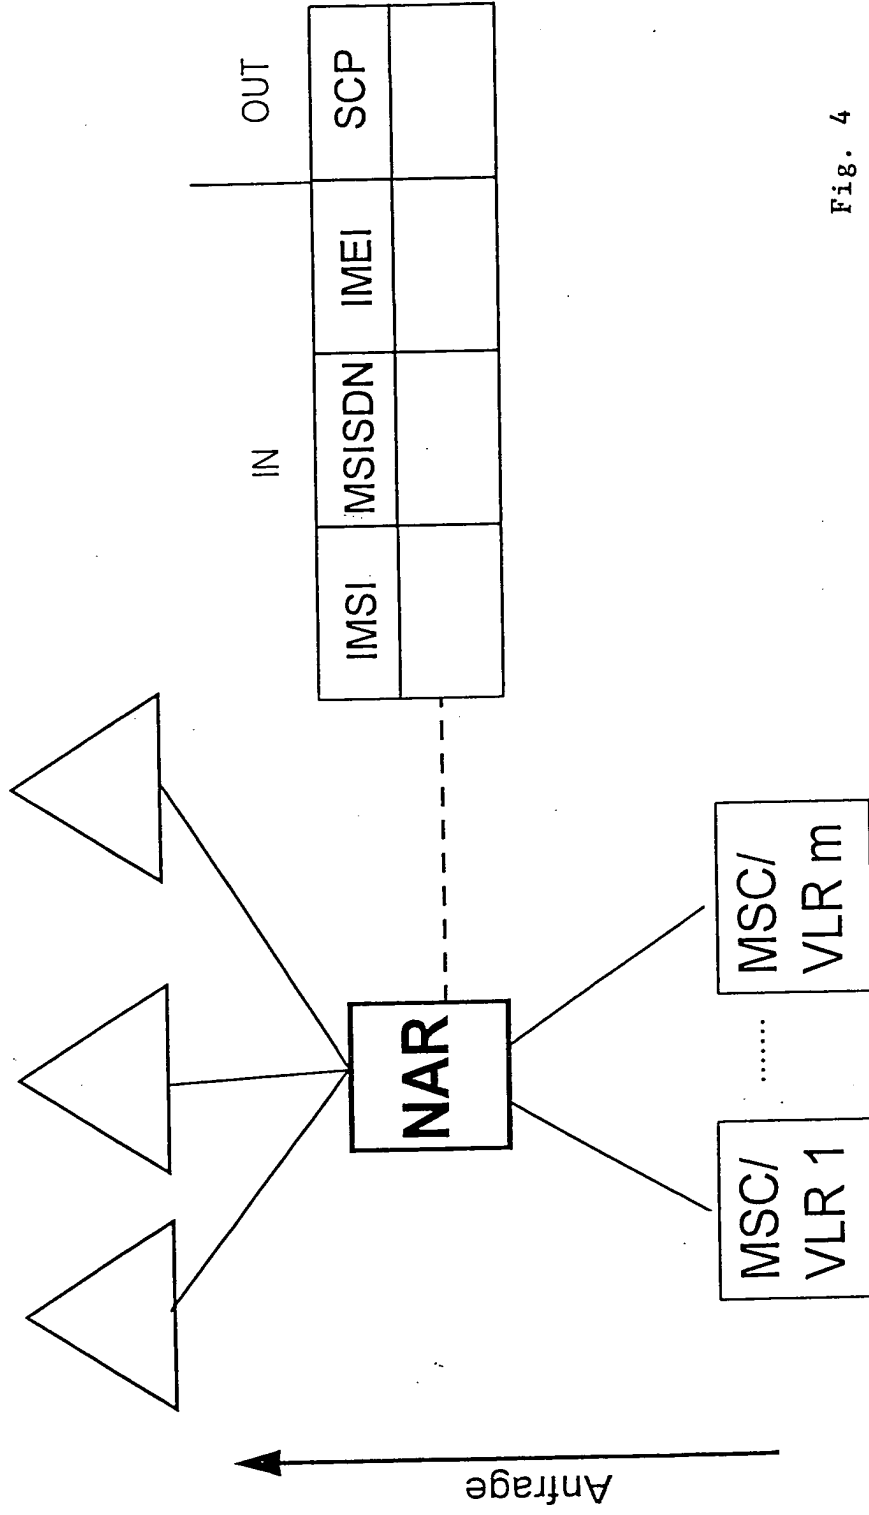 IN
OUT
IMSI MSISDN IMEI SCP
NAR
MSC/
VLR 1
........
MSC/
VLR m
Anfrage
Fig. 4